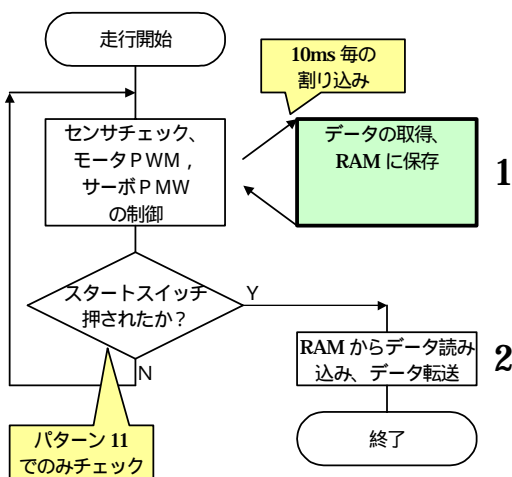 走行開始
10ms 毎の
割り込み
センサチェック、
モータＰＷＭ，
サーボＰＭＷ
の制御
データの取得、
RAM に保存
1
スタートスイッチ
押されたか？
Y
N
RAM からデータ読み
込み、データ転送
2
パターン 11
でのみチェック
終了